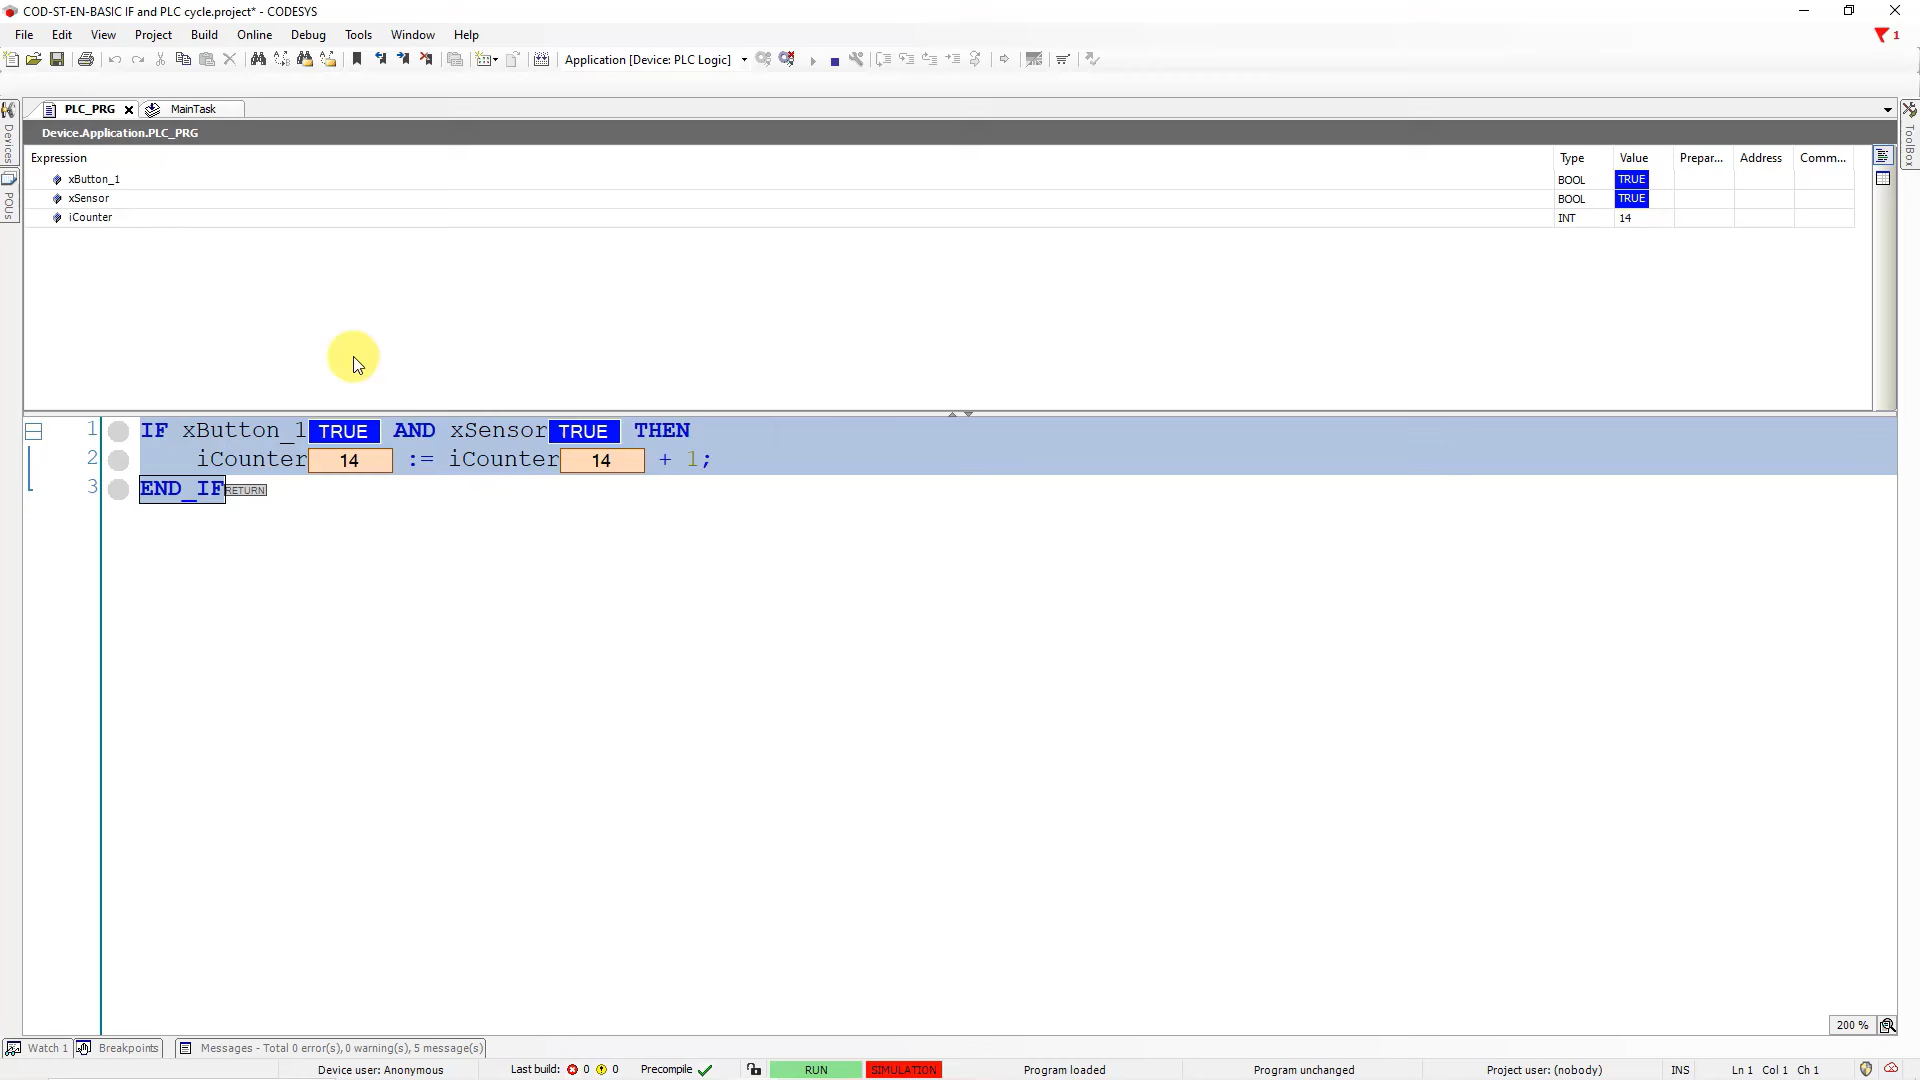 COD-ST-EN-BASIC IF and PLC cycle.project* - CODESYS
File Edit View Project Build Online Debug Tools Window Help
1
Application [Device: PLC Logic]
PLC_PRG MainTask
Devices
POUs
ToolBox
Device.Application.PLC_PRG
Expression Type Value Prepar... Address Comm...
xButton_1 BOOL TRUE
xSensor BOOL TRUE
iCounter INT 14
1 IF xButton_1 TRUE AND xSensor TRUE THEN
2 iCounter 14 := iCounter 14 + 1;
3 END_IF RETURN
200 %
Watch 1 Breakpoints Messages - Total 0 error(s), 0 warning(s), 5 message(s)
Device user: Anonymous Last build: 0 0 Precompile RUN SIMULATION Program loaded Program unchanged Project user: (nobody) INS Ln 1 Col 1 Ch 1